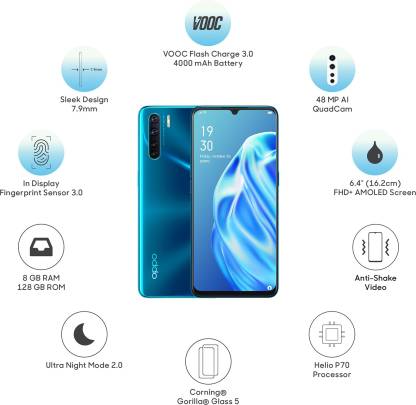 VOOC
VOOC Flash Charge 3.0
4000 mAh Battery
Sleek Design
7.9mm
48 MP AI
QuadCam
In Display
Fingerprint Sensor 3.0
19
30
oppo
6.4" (16.2cm)
FHD+ AMOLED Screen
8 GB RAM
128 GB ROM
Anti-Shake
Video
Ultra Night Mode 2.0
Helio P70
Processor
Corning®
Gorilla® Glass 5